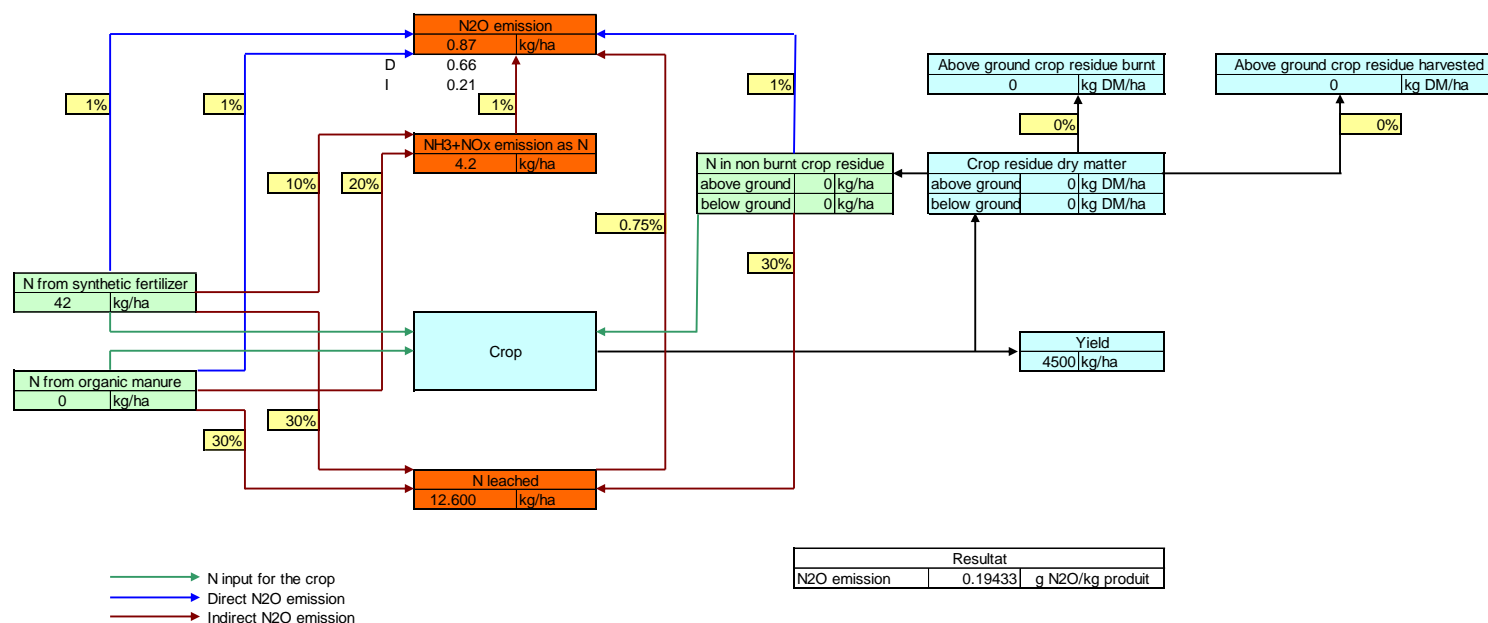 N2O emission
0.87 kg/ha
D 0.66
I 0.21
1%
1%
1%
1%
Above ground crop residue burnt
0 kg DM/ha
Above ground crop residue harvested
0 kg DM/ha
0%
0%
NH3+NOx emission as N
4.2 kg/ha
N in non burnt crop residue
above ground 0 kg/ha
below ground 0 kg/ha
Crop residue dry matter
above ground 0 kg DM/ha
below ground 0 kg DM/ha
10%
20%
0.75%
30%
N from synthetic fertilizer
42 kg/ha
Crop
Yield
4500 kg/ha
N from organic manure
0 kg/ha
30%
30%
N leached
12.600 kg/ha
Resultat
N2O emission 0.19433 g N2O/kg produit
N input for the crop
Direct N2O emission
Indirect N2O emission